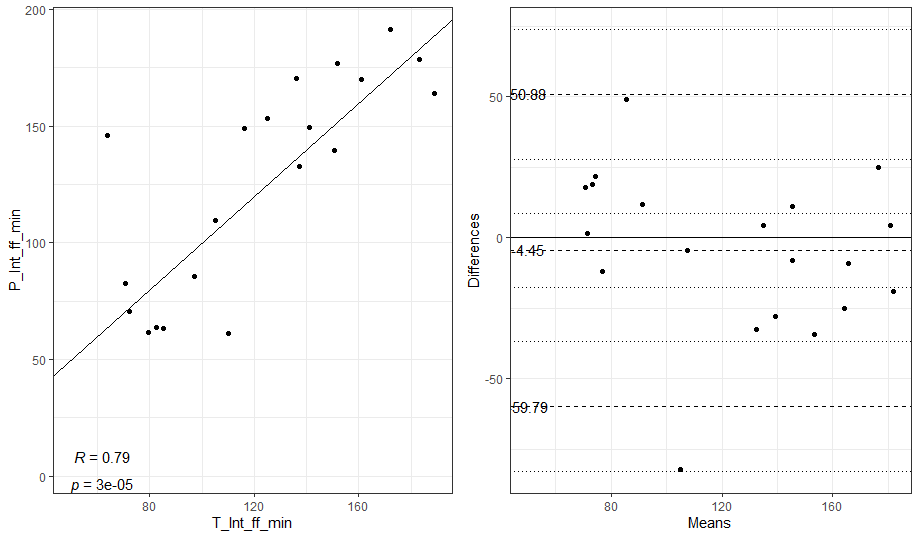 200
150
100
50
0
P_Int_ff_min
R = 0.79
p = 3e-05
80
120
160
T_Int_ff_min
50
0
-50
Differences
50.88
-4.45
59.79
80
120
160
Means